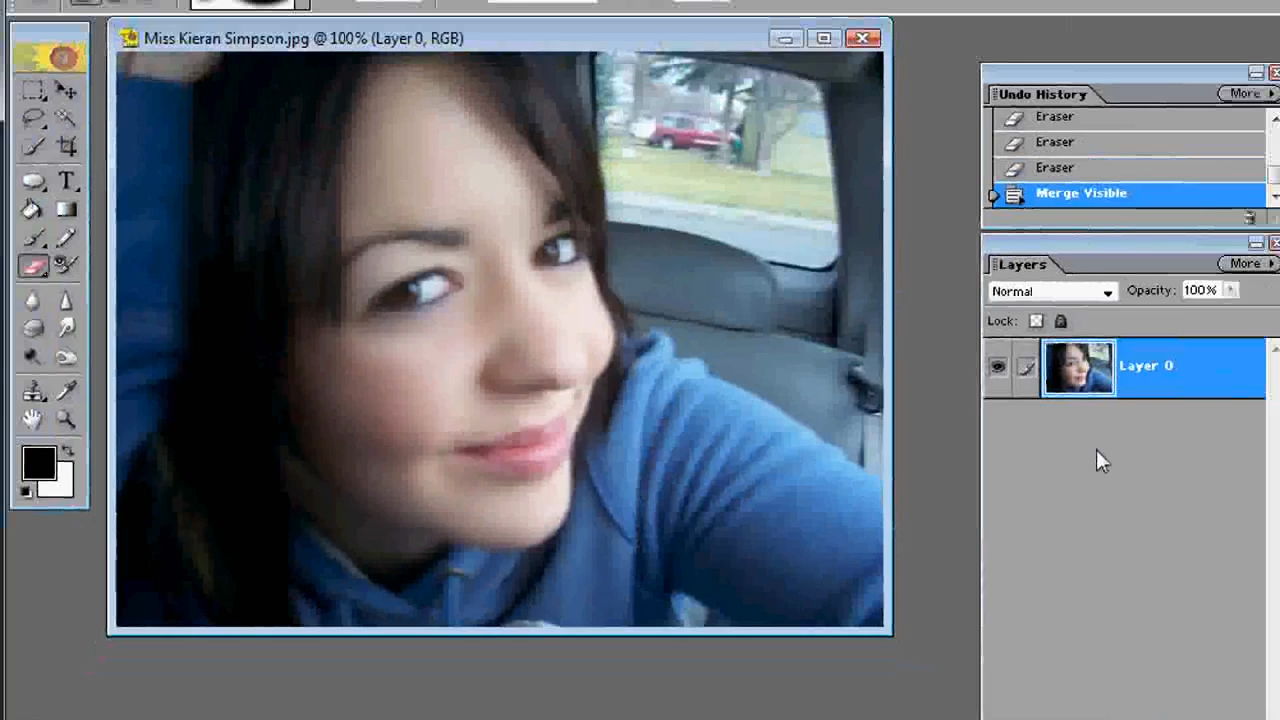 Miss Kieran Simpson.jpg @ 100% (Layer 0, RGB)
Undo History
More
Eraser
Eraser
Eraser
Merge Visible
Layers
More
Normal
Opacity: 100%
Lock:
Layer 0
T